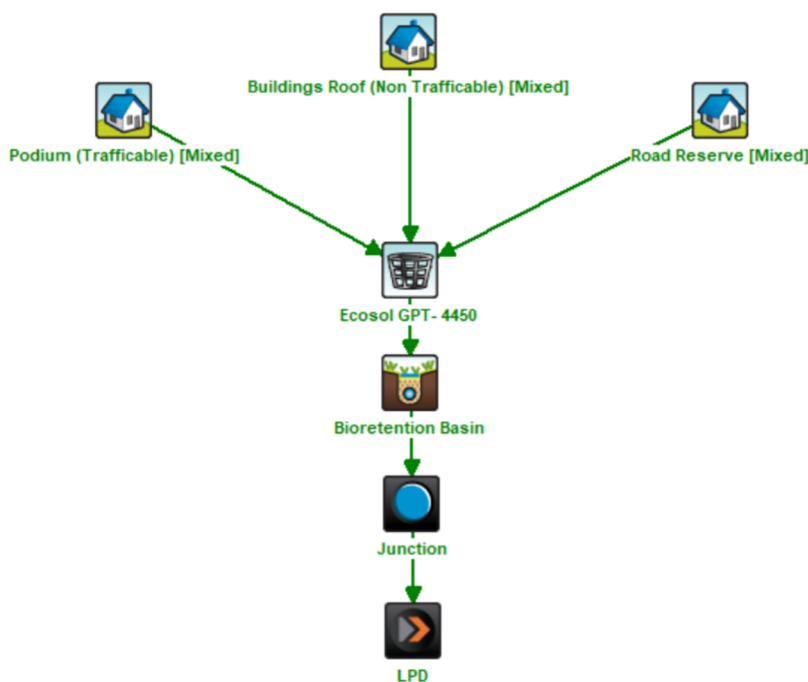 Buildings Roof (Non Trafficable) [Mixed]
Podium (Trafficable) [Mixed]
Road Reserve [Mixed]
Ecosol GPT- 4450
Bioretention Basin
Junction
LPD